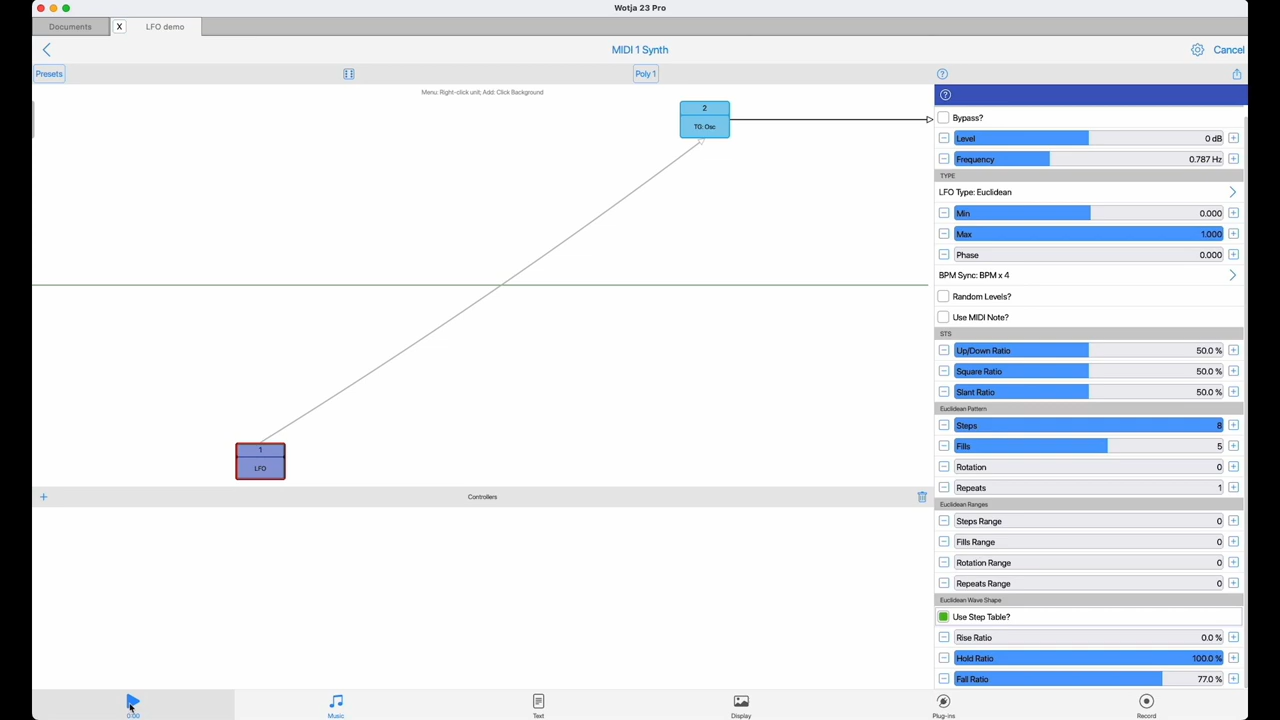 Wotja 23 Pro
Documents X LFO demo
MIDI 1 Synth Cancel
Presets Poly 1 ?
Menu: Right-click unit; Add: Click Background
2
TG: Osc
1
LFO
+ Controllers
?
Bypass?
Level 0 dB
Frequency 0.787 Hz
TYPE
LFO Type: Euclidean
Min 0.000
Max 1.000
Phase 0.000
BPM Sync: BPM x 4
Random Levels?
Use MIDI Note?
STS
Up/Down Ratio 50.0 %
Square Ratio 50.0 %
Slant Ratio 50.0 %
Euclidean Pattern
Steps 8
Fills 5
Rotation 0
Repeats 1
Euclidean Ranges
Steps Range 0
Fills Range 0
Rotation Range 0
Repeats Range 0
Euclidean Wave Shape
Use Step Table?
Rise Ratio 0.0 %
Hold Ratio 100.0 %
Fall Ratio 77.0 %
0:00 Music Text Display Plug-ins Record